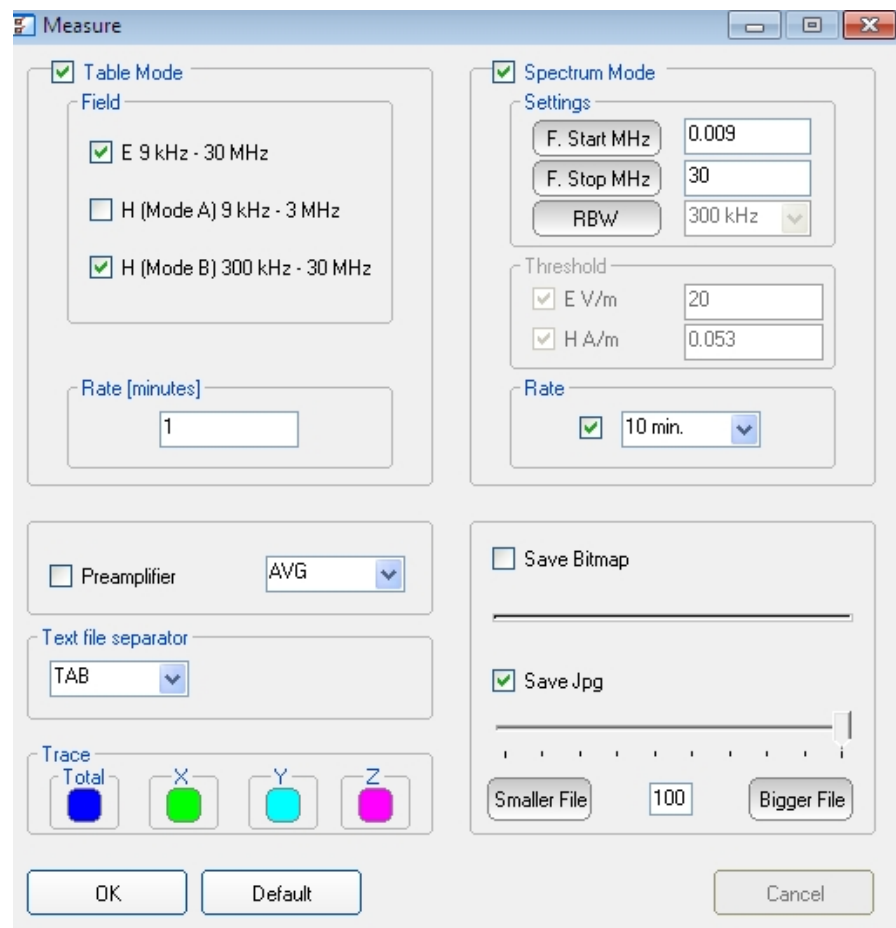 Measure
Table Mode
Field
E 9 kHz - 30 MHz
H (Mode A) 9 kHz - 3 MHz
H (Mode B) 300 kHz - 30 MHz
Rate [minutes]
1
Spectrum Mode
Settings
F. Start MHz 0.009
F. Stop MHz 30
RBW 300 kHz
Threshold
E V/m 20
H A/m 0.053
Rate
10 min.
Preamplifier AVG
Text file separator
TAB
Trace
Total X Y Z
Save Bitmap
Save Jpg
Smaller File 100 Bigger File
OK Default Cancel